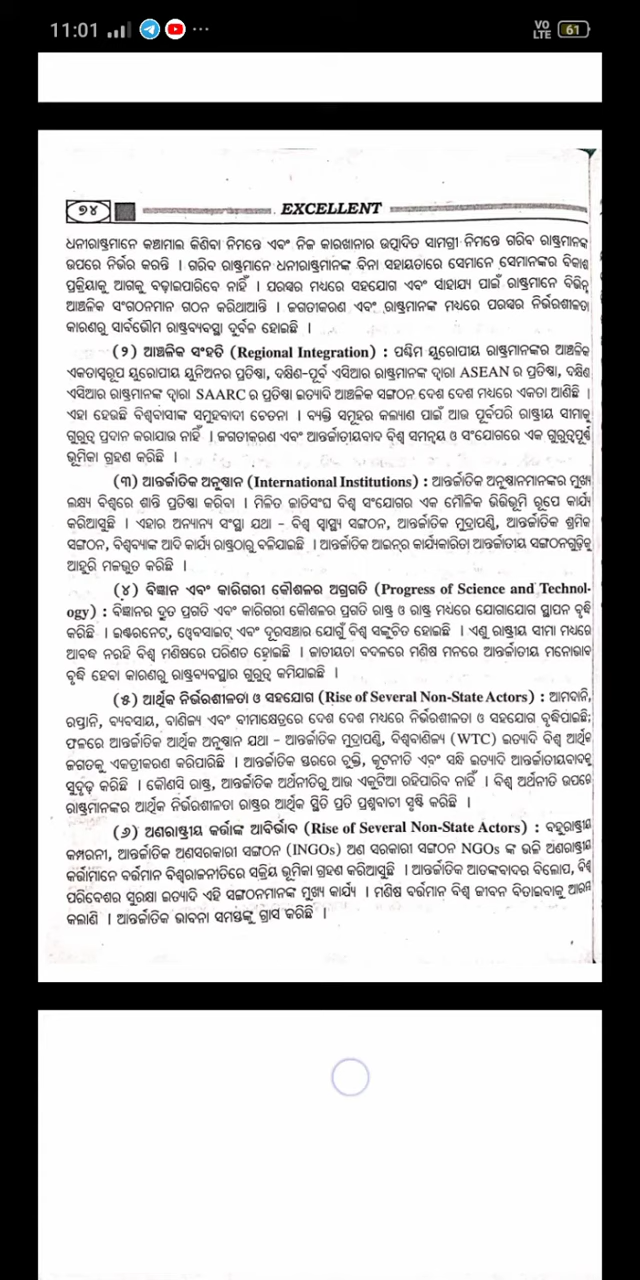 11:01
VO LTE 61
୭୪ EXCELLENT
ଧନୀରାଷ୍ଟ୍ରମାନେ କଞ୍ଚାମାଲ କିଣିବା ନିମନ୍ତେ ଏବଂ ନିଜ କାରଖାନାର ଉତ୍ପାଦିତ ସାମଗ୍ରୀ ନିମନ୍ତେ ଗରିବ ରାଷ୍ଟ୍ରମାନଙ୍କ
ଉପରେ ନିର୍ଭର କରନ୍ତି । ଗରିବ ରାଷ୍ଟ୍ରମାନେ ଧନୀରାଷ୍ଟ୍ରମାନଙ୍କ ବିନା ସହାୟତାରେ ସେମାନେ ସେମାନଙ୍କର ବିକାଶ
ପ୍ରକ୍ରିୟାକୁ ଆଗକୁ ବଢ଼ାଇପାରିବେ ନାହିଁ । ପରସ୍ପର ମଧ୍ୟରେ ସହଯୋଗ ଏବଂ ସାହାଯ୍ୟ ପାଇଁ ରାଷ୍ଟ୍ରମାନେ ବିଭିନ୍ନ
ଆଞ୍ଚଳିକ ସଂଗଠନମାନ ଗଠନ କରିଥାଆନ୍ତି । ଜଗତୀକରଣ ଏବଂ ରାଷ୍ଟ୍ରମାନଙ୍କ ମଧ୍ୟରେ ପରସ୍ପର ନିର୍ଭରଶୀଳତା
କାରଣରୁ ସାର୍ବଭୌମ ରାଷ୍ଟ୍ରବ୍ୟବସ୍ଥା ଦୁର୍ବଳ ହୋଇଛି ।
(୨) ଆଞ୍ଚଳିକ ସଂହତି (Regional Integration) : ପଶ୍ଚିମ ୟୁରୋପୀୟ ରାଷ୍ଟ୍ରମାନଙ୍କର ଆଞ୍ଚଳିକ
ଏକତାସ୍ବରୂପ ୟୁରୋପୀୟ ୟୁନିଅନର ପ୍ରତିଷ୍ଠା, ଦକ୍ଷିଣ-ପୂର୍ବ ଏସିଆର ରାଷ୍ଟ୍ରମାନଙ୍କ ଦ୍ୱାରା ASEAN ର ପ୍ରତିଷ୍ଠା, ଦକ୍ଷିଣ
ଏସିଆର ରାଷ୍ଟ୍ରମାନଙ୍କ ଦ୍ୱାରା SAARC ର ପ୍ରତିଷ୍ଠା ଇତ୍ୟାଦି ଆଞ୍ଚଳିକ ସଙ୍ଗଠନ ଦେଶ ଦେଶ ମଧ୍ୟରେ ଏକତା ଆଣିଛି ।
ଏହା ହେଉଛି ବିଶ୍ୱବାସୀଙ୍କ ସମୂହବାଦୀ ଚେତନା । ବ୍ୟକ୍ତି ସମୂହର କଲ୍ୟାଣ ପାଇଁ ଆଉ ପୂର୍ବପରି ରାଷ୍ଟ୍ରୀୟ ସୀମାକୁ
ଗୁରୁତ୍ୱ ପ୍ରଦାନ କରାଯାଉ ନାହିଁ । ଜଗତୀକରଣ ଏବଂ ଆନ୍ତର୍ଜାତୀୟବାଦ ବିଶ୍ୱ ସମନ୍ୱୟ ଓ ସଂଯୋଗରେ ଏକ ଗୁରୁତ୍ୱପୂର୍ଣ୍ଣ
ଭୂମିକା ଗ୍ରହଣ କରିଛି ।
(୩) ଆନ୍ତର୍ଜାତିକ ଅନୁଷ୍ଠାନ (International Institutions) : ଆନ୍ତର୍ଜାତିକ ଅନୁଷ୍ଠାନମାନଙ୍କର ମୁଖ୍ୟ
ଲକ୍ଷ୍ୟ ବିଶ୍ୱରେ ଶାନ୍ତି ପ୍ରତିଷ୍ଠା କରିବା । ମିଳିତ ଜାତିସଂଘ ବିଶ୍ୱ ସଂଯୋଗର ଏକ ମୌଳିକ ଭିତ୍ତିଭୂମି ରୂପେ କାର୍ଯ୍ୟ
କରିଆସୁଛି । ଏହାର ଅନ୍ୟାନ୍ୟ ସଂସ୍ଥା ଯଥା – ବିଶ୍ୱ ସ୍ୱାସ୍ଥ୍ୟ ସଙ୍ଗଠନ, ଆନ୍ତର୍ଜାତିକ ମୁଦ୍ରାପାଣ୍ଠି, ଆନ୍ତର୍ଜାତିକ ଶ୍ରମିକ
ସଙ୍ଗଠନ, ବିଶ୍ୱବ୍ୟାଙ୍କ ଆଦି କାର୍ଯ୍ୟ ରାଷ୍ଟ୍ରଠାରୁ ବଳିଯାଇଛି । ଆନ୍ତର୍ଜାତିକ ଆଇନ୍‌ର କାର୍ଯ୍ୟକାରିତା ଆନ୍ତର୍ଜାତୀୟ ସଙ୍ଗଠନଗୁଡ଼ିକୁ
ଆହୁରି ମଜଭୁତ କରିଛି ।
(୪) ବିଜ୍ଞାନ ଏବଂ କାରିଗରୀ କୌଶଳର ଅଗ୍ରଗତି (Progress of Science and Technol-
ogy) : ବିଜ୍ଞାନର ଦ୍ରୁତ ପ୍ରଗତି ଏବଂ କାରିଗରୀ କୌଶଳର ପ୍ରଗତି ରାଷ୍ଟ୍ର ଓ ରାଷ୍ଟ୍ର ମଧ୍ୟରେ ଯୋଗାଯୋଗ ସ୍ଥାପନ ବୃଦ୍ଧି
କରିଛି । ଇଣ୍ଟରନେଟ୍, ୱେବସାଇଟ୍ ଏବଂ ଦୂରସଞ୍ଚାର ଯୋଗୁଁ ବିଶ୍ୱ ସଙ୍କୁଚିତ ହୋଇଛି । ଏଣୁ ରାଷ୍ଟ୍ରୀୟ ସୀମା ମଧ୍ୟରେ
ଆବଦ୍ଧ ନରହି ବିଶ୍ୱ ମଣିଷରେ ପରିଣତ ହୋଇଛି । ଜାତୀୟତା ବଦଳରେ ମଣିଷ ମନରେ ଆନ୍ତର୍ଜାତୀୟ ମନୋଭାବ
ବୃଦ୍ଧି ହେବା କାରଣରୁ ରାଷ୍ଟ୍ରବ୍ୟବସ୍ଥାର ଗୁରୁତ୍ୱ କମିଯାଇଛି ।
(୫) ଆର୍ଥିକ ନିର୍ଭରଶୀଳତା ଓ ସହଯୋଗ (Rise of Several Non-State Actors) : ଆମଦାନି,
ରପ୍ତାନି, ବ୍ୟବସାୟ, ବାଣିଜ୍ୟ ଏବଂ ବୀମାକ୍ଷେତ୍ରରେ ଦେଶ ଦେଶ ମଧ୍ୟରେ ନିର୍ଭରଶୀଳତା ଓ ସହଯୋଗ ବୃଦ୍ଧିପାଇଛି;
ଫଳରେ ଆନ୍ତର୍ଜାତିକ ଆର୍ଥିକ ଅନୁଷ୍ଠାନ ଯଥା – ଆନ୍ତର୍ଜାତିକ ମୁଦ୍ରାପାଣ୍ଠି, ବିଶ୍ୱବାଣିଜ୍ୟ (WTC) ଇତ୍ୟାଦି ବିଶ୍ୱ ଆର୍ଥିକ
ଜଗତକୁ ଏକତ୍ରୀକରଣ କରିପାରିଛି । ଆନ୍ତର୍ଜାତିକ ସ୍ତରରେ ଚୁକ୍ତି, କୂଟନୀତି ଏବଂ ସନ୍ଧି ଇତ୍ୟାଦି ଆନ୍ତର୍ଜାତୀୟବାଦକୁ
ସୁଦୃଢ଼ କରିଛି । କୌଣସି ରାଷ୍ଟ୍ର, ଆନ୍ତର୍ଜାତିକ ଅର୍ଥନୀତିରୁ ଆଉ ଏକୁଟିଆ ରହିପାରିବ ନାହିଁ । ବିଶ୍ୱ ଅର୍ଥନୀତି ଉପରେ
ରାଷ୍ଟ୍ରମାନଙ୍କର ଆର୍ଥିକ ନିର୍ଭରଶୀଳତା ରାଷ୍ଟ୍ରର ଆର୍ଥିକ ସ୍ଥିତି ପ୍ରତି ପ୍ରଶ୍ନବାଚୀ ସୃଷ୍ଟି କରିଛି ।
(୬) ଅଣରାଷ୍ଟ୍ରୀୟ କର୍ତ୍ତାଙ୍କ ଆବିର୍ଭାବ (Rise of Several Non-State Actors) : ବହୁରାଷ୍ଟ୍ରୀୟ
କମ୍ପାନୀ, ଆନ୍ତର୍ଜାତିକ ଅଣସରକାରୀ ସଙ୍ଗଠନ (INGOs) ଅଣ ସରକାରୀ ସଙ୍ଗଠନ NGOs ଙ୍କ ଭଳି ଅଣରାଷ୍ଟ୍ରୀୟ
କର୍ତ୍ତାମାନେ ବର୍ତ୍ତମାନ ବିଶ୍ୱରାଜନୀତିରେ ସକ୍ରିୟ ଭୂମିକା ଗ୍ରହଣ କରିଆସୁଛି । ଆନ୍ତର୍ଜାତିକ ଆତଙ୍କବାଦର ବିଲୋପ, ବିଶ୍ୱ
ପରିବେଶର ସୁରକ୍ଷା ଇତ୍ୟାଦି ଏହି ସଙ୍ଗଠନମାନଙ୍କ ମୁଖ୍ୟ କାର୍ଯ୍ୟ । ମଣିଷ ବର୍ତ୍ତମାନ ବିଶ୍ୱ ଜୀବନ ବିତାଇବାକୁ ଆରମ୍ଭ
କଲାଣି । ଆନ୍ତର୍ଜାତିକ ଭାବନା ସମସ୍ତଙ୍କୁ ଗ୍ରାସ କରିଛି ।